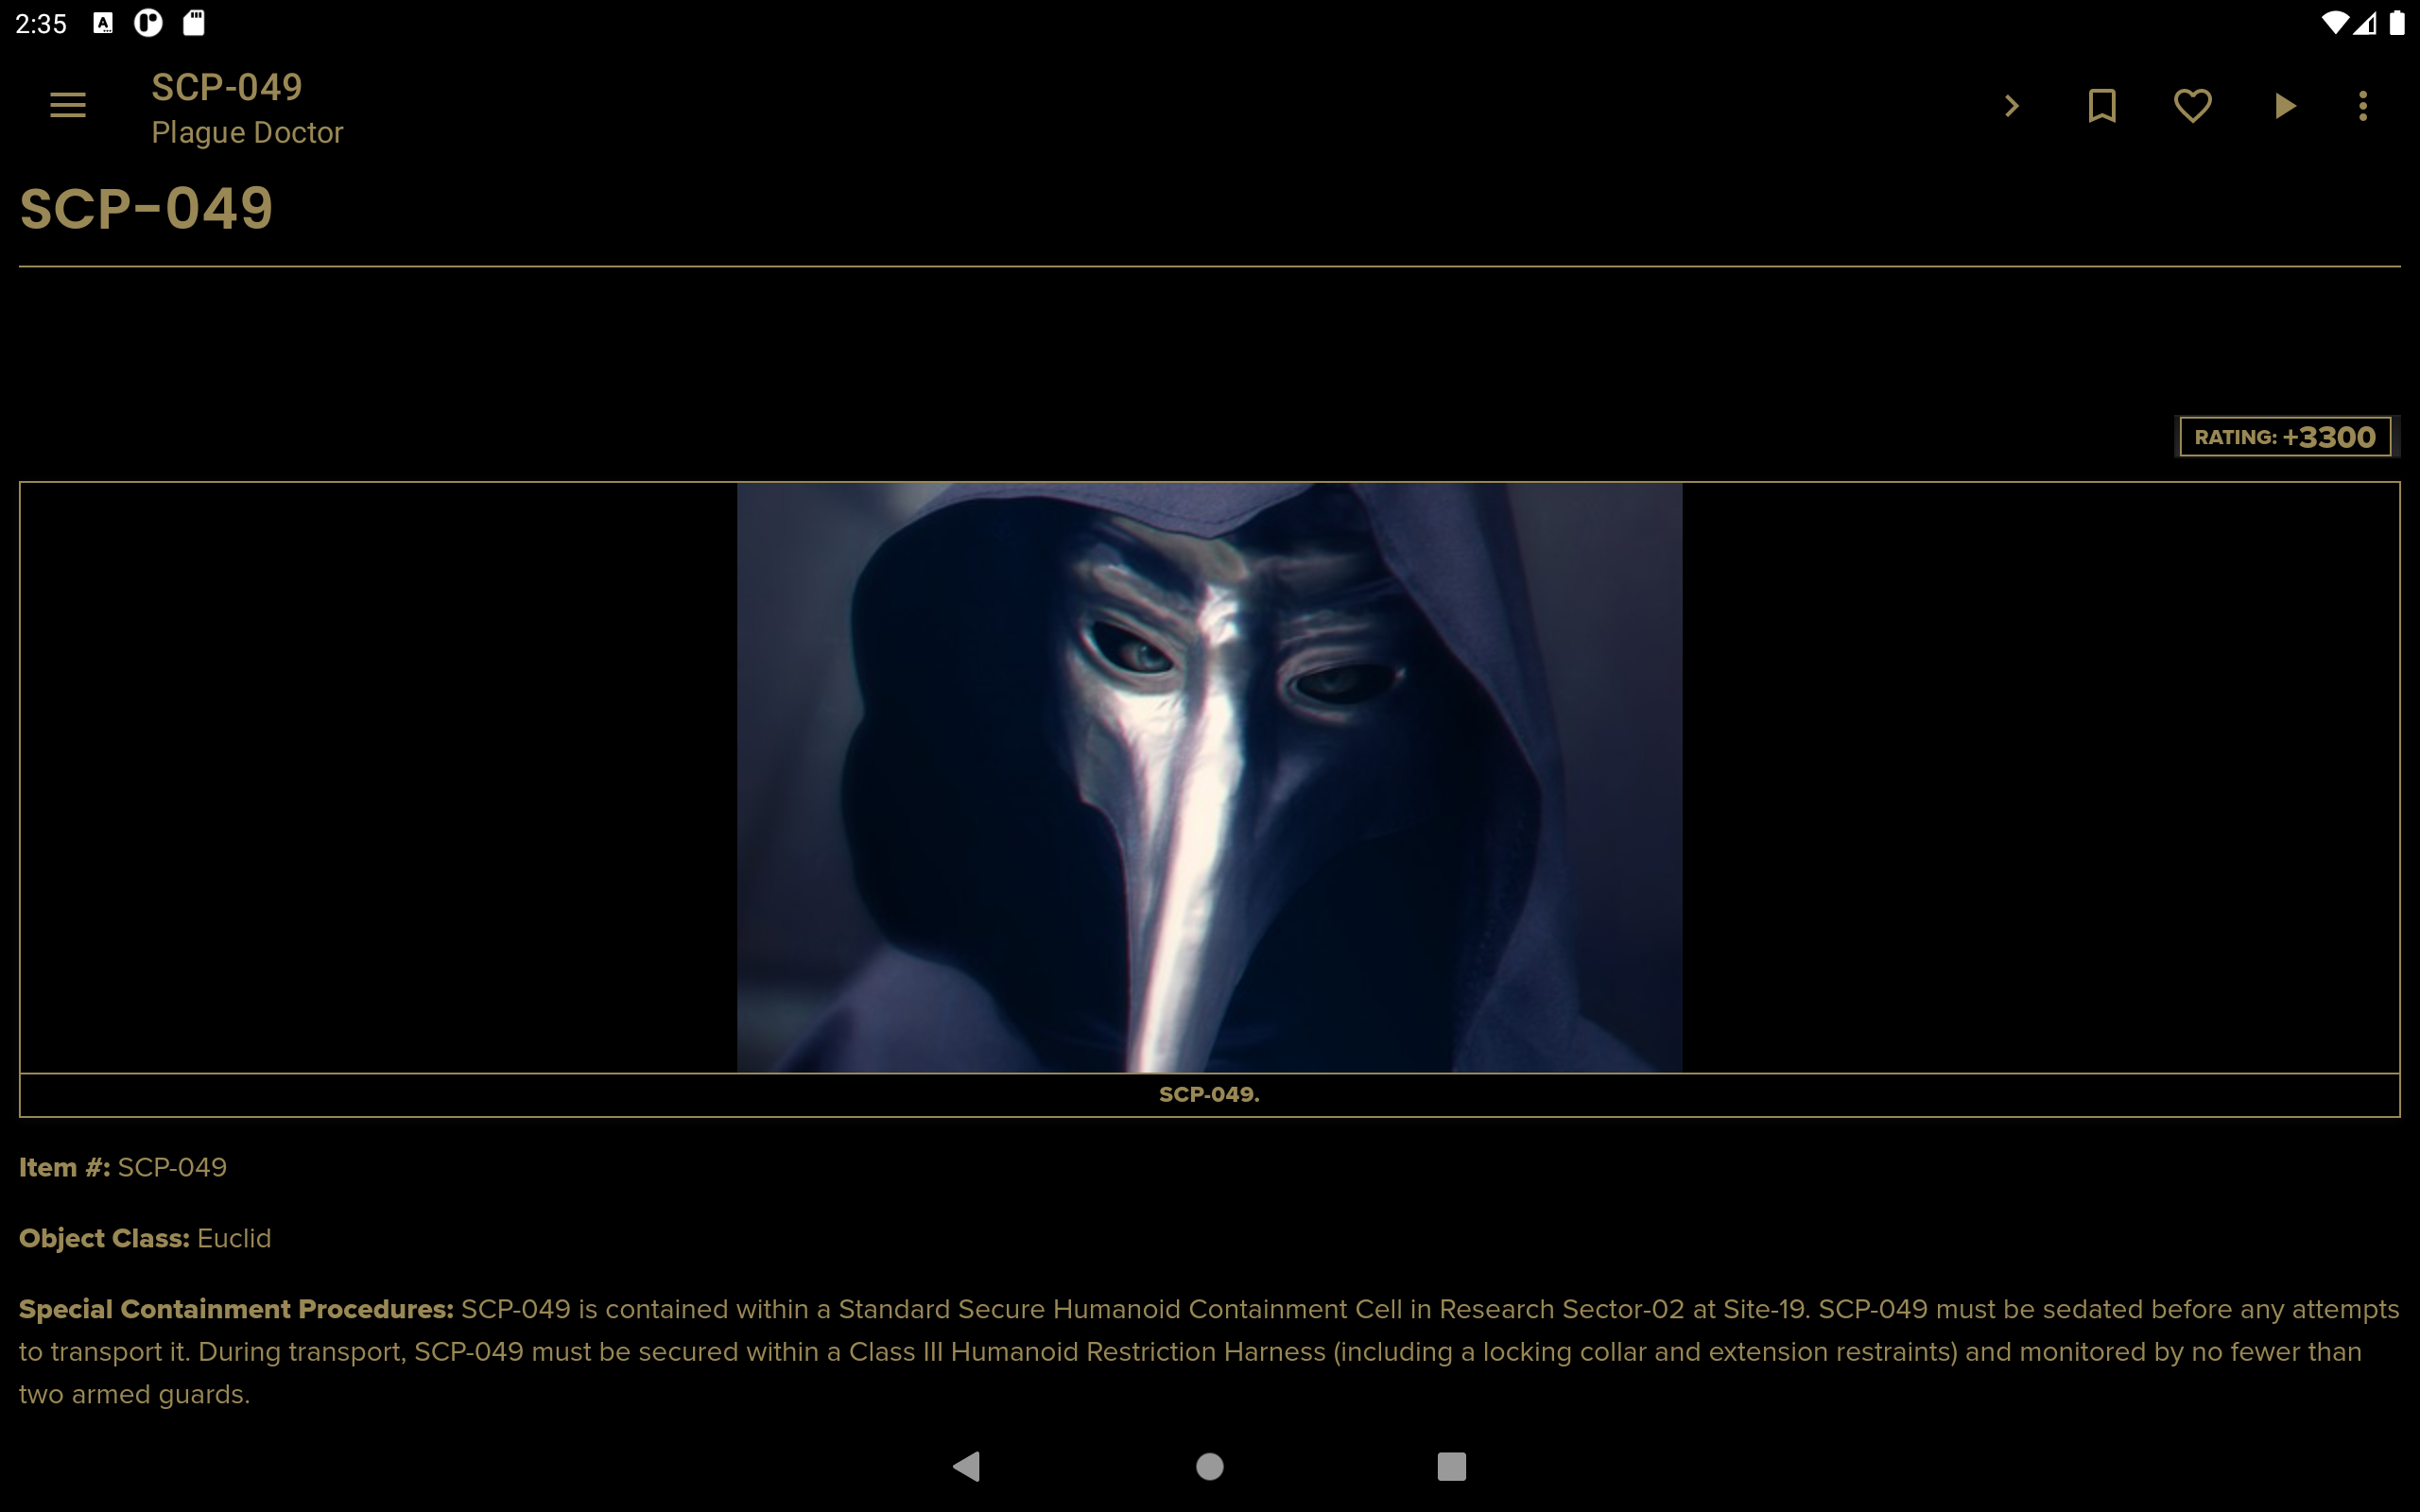 2:35
SCP-049
Plague Doctor
SCP-049
RATING: +3300
SCP-049.
Item #: SCP-049
Object Class: Euclid
Special Containment Procedures: SCP-049 is contained within a Standard Secure Humanoid Containment Cell in Research Sector-02 at Site-19. SCP-049 must be sedated before any attempts
to transport it. During transport, SCP-049 must be secured within a Class III Humanoid Restriction Harness (including a locking collar and extension restraints) and monitored by no fewer than
two armed guards.